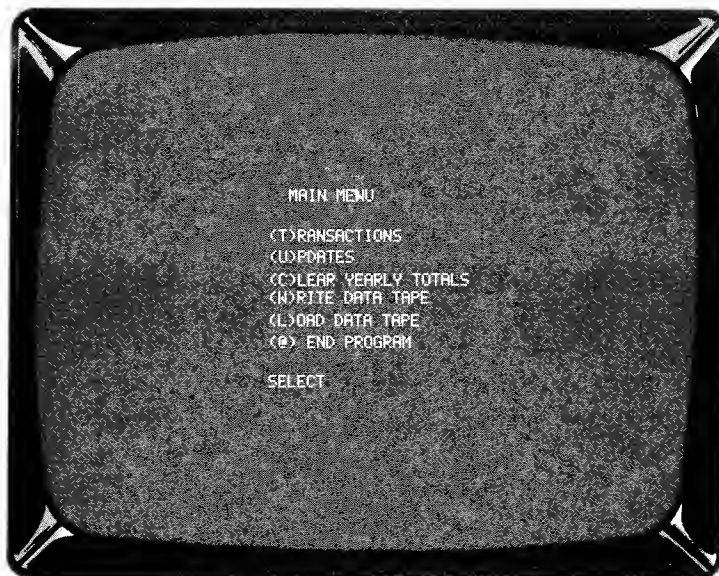 MAIN MENU
(T)RANSACTIONS
(U)PDATES
(C)LEAR YEARLY TOTALS
(W)RITE DATA TAPE
(L)OAD DATA TAPE
(@) END PROGRAM
SELECT